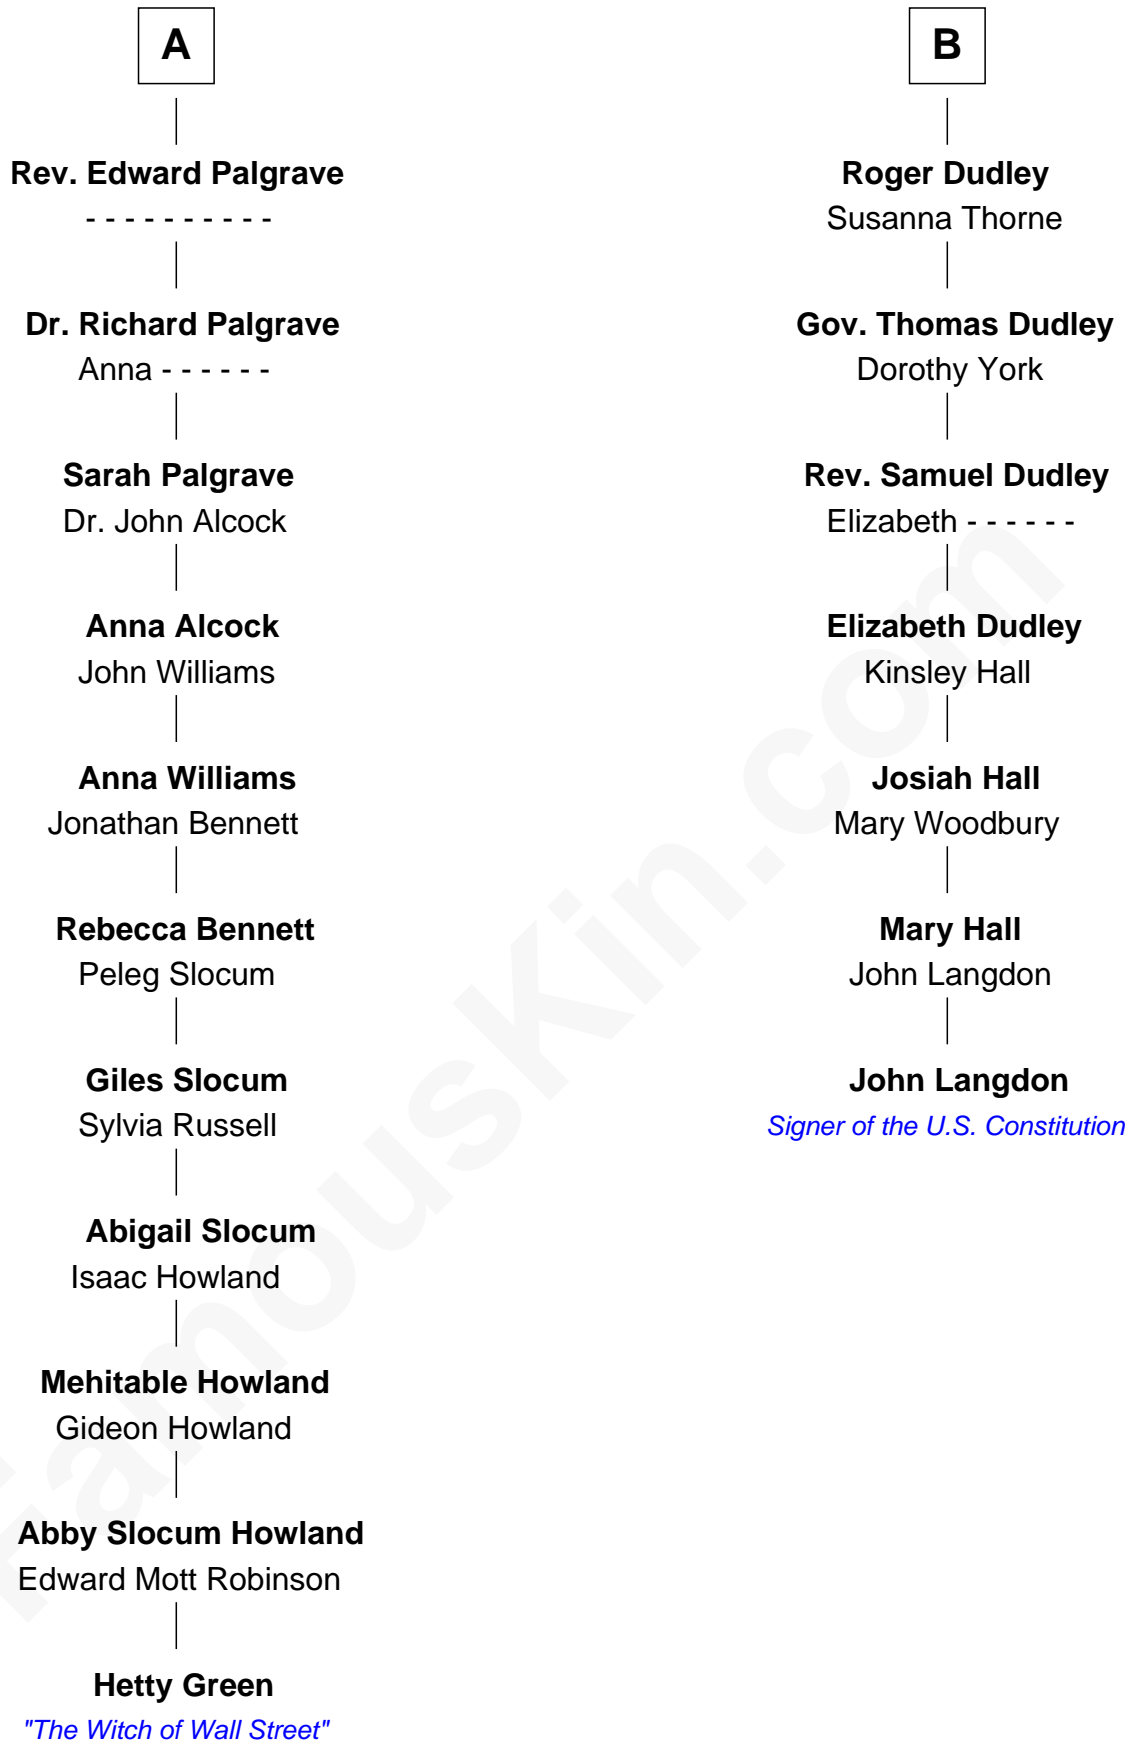 A
Rev. Edward Palgrave
- - - - - - - - - -
Dr. Richard Palgrave
Anna - - - - - -
Sarah Palgrave
Dr. John Alcock
Anna Alcock
John Williams
Anna Williams
Jonathan Bennett
Rebecca Bennett
Peleg Slocum
Giles Slocum
Sylvia Russell
Abigail Slocum
Isaac Howland
Mehitable Howland
Gideon Howland
Abby Slocum Howland
Edward Mott Robinson
Hetty Green
"The Witch of Wall Street"
B
Roger Dudley
Susanna Thorne
Gov. Thomas Dudley
Dorothy York
Rev. Samuel Dudley
Elizabeth - - - - - -
Elizabeth Dudley
Kinsley Hall
Josiah Hall
Mary Woodbury
Mary Hall
John Langdon
John Langdon
Signer of the U.S. Constitution
FamousKin.com